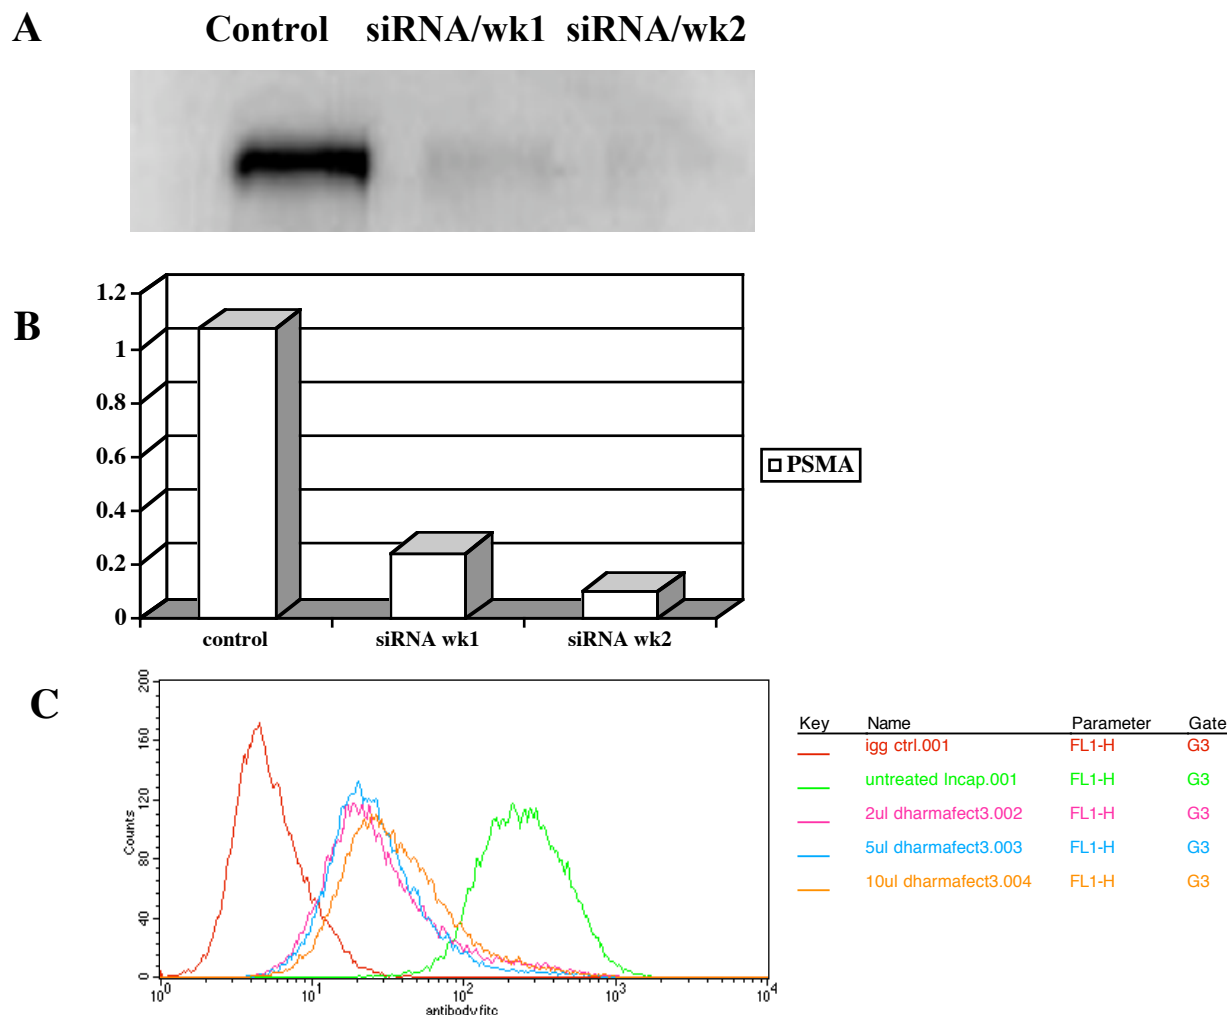 A Control siRNA/wk1 siRNA/wk2
B
1.2
1
0.8
0.6
0.4
0.2
0
control siRNA wk1 siRNA wk2
PSMA
C
200
160
120
80
40
0
Counts
10^0 10^1 10^2 10^3 10^4
antibody fitc
Key Name Parameter Gate
igg ctrl.001 FL1-H G3
untreated lncap.001 FL1-H G3
2ul dharmafect3.002 FL1-H G3
5ul dharmafect3.003 FL1-H G3
10ul dharmafect3.004 FL1-H G3